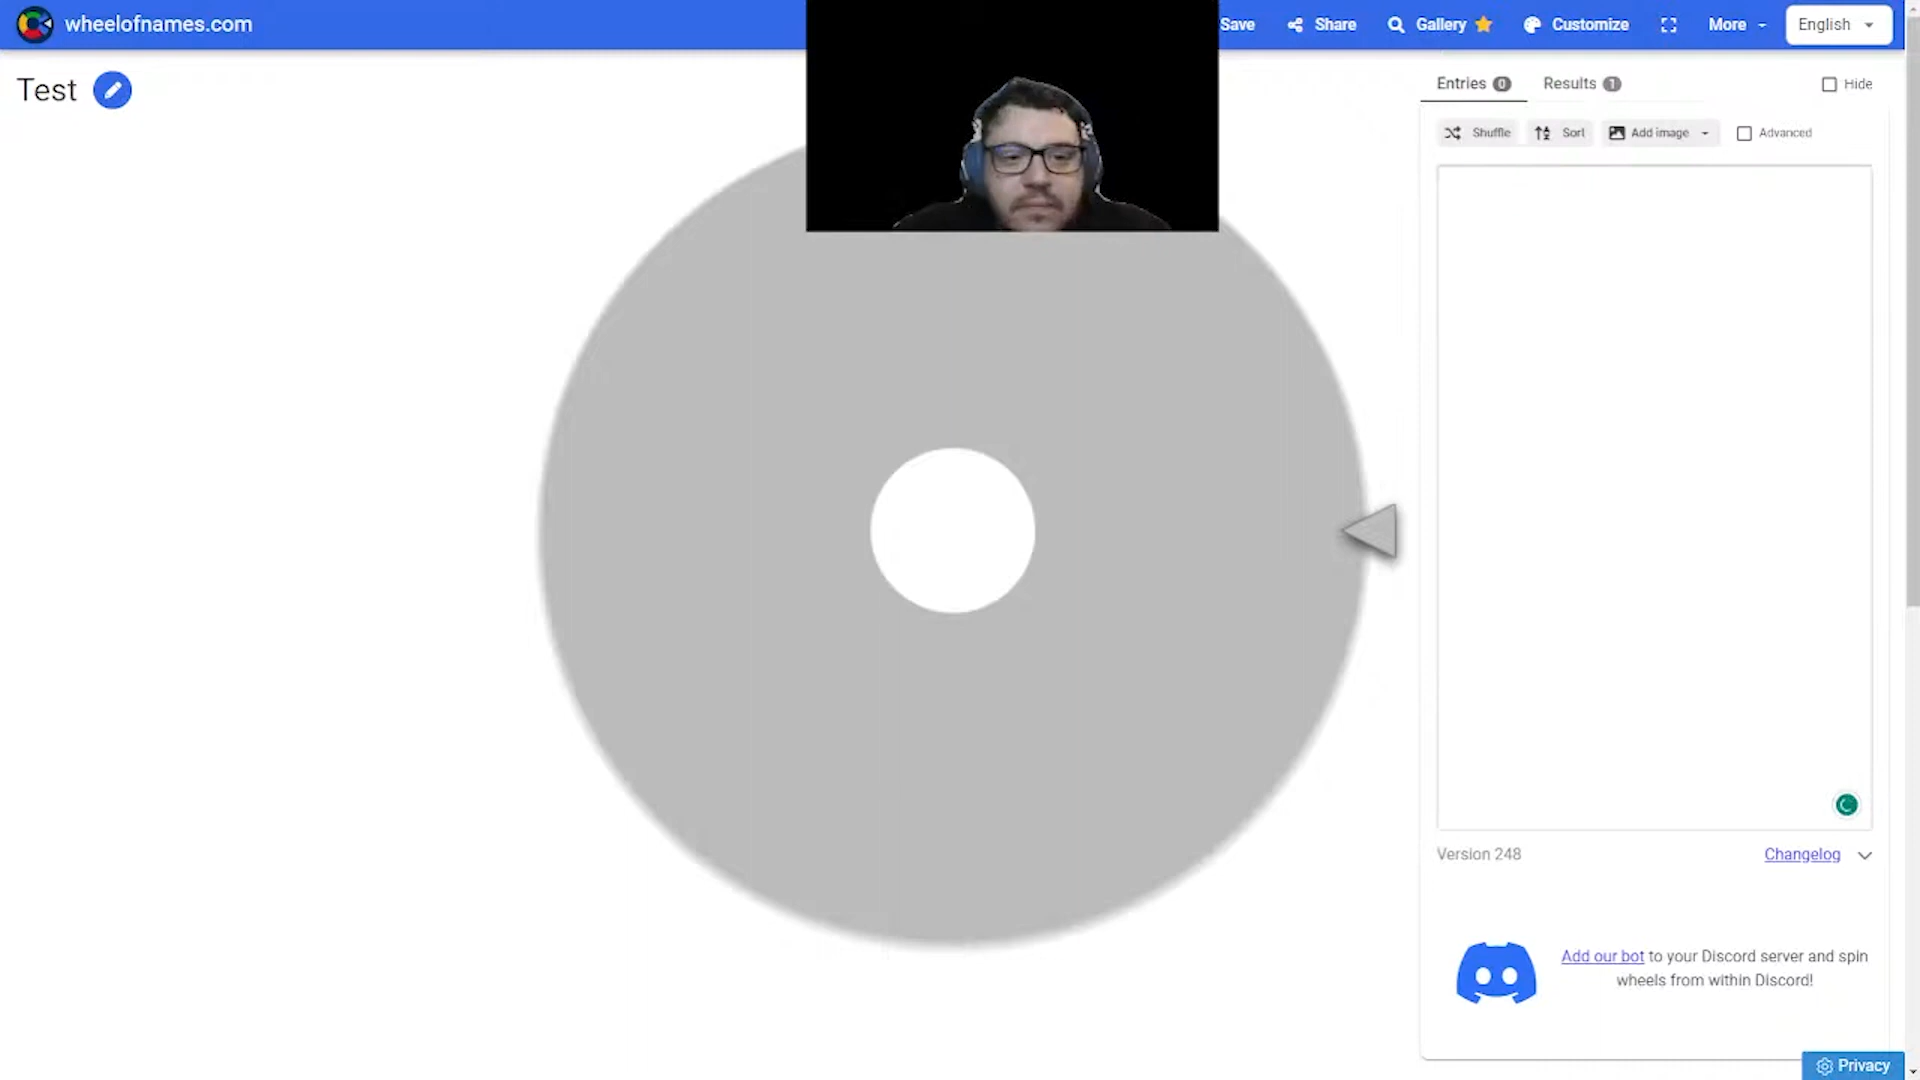 wheelofnames.com
Save
Share
Gallery
Customize
More
English
Test
Entries 0
Results 1
Hide
Shuffle
Sort
Add image
Advanced
Version 248
Changelog
Add our bot to your Discord server and spin
wheels from within Discord!
Privacy